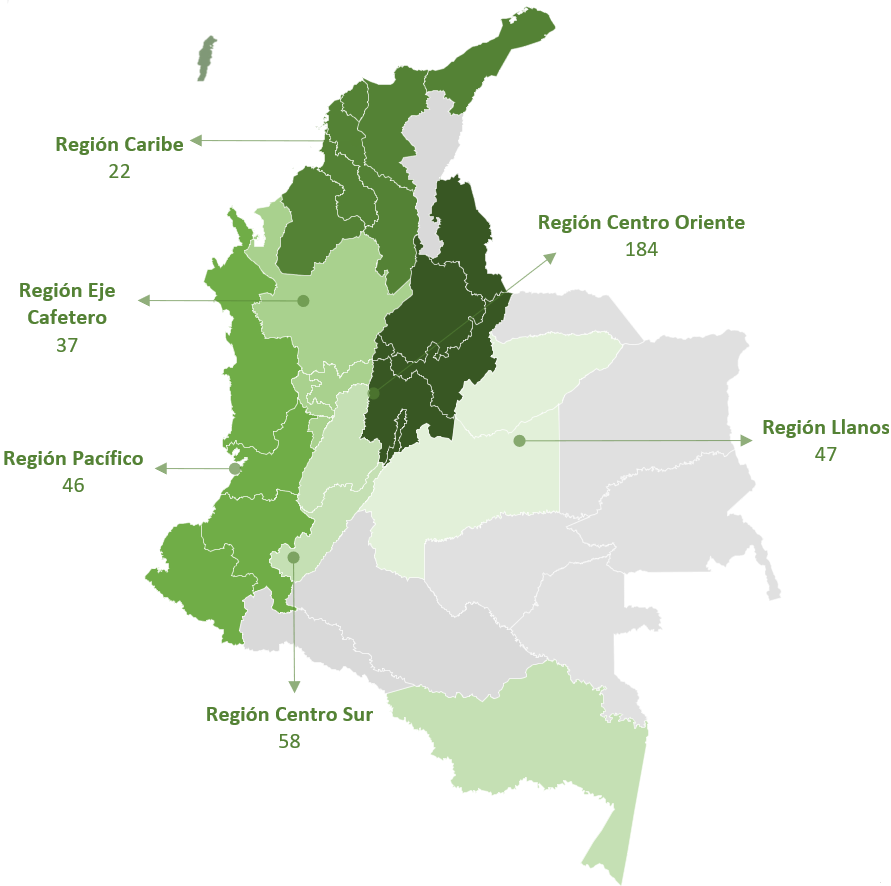 Región Caribe
22
Región Centro Oriente
184
Región Eje
Cafetero
37
Región Llanos
47
Región Pacífico
46
Región Centro Sur
58